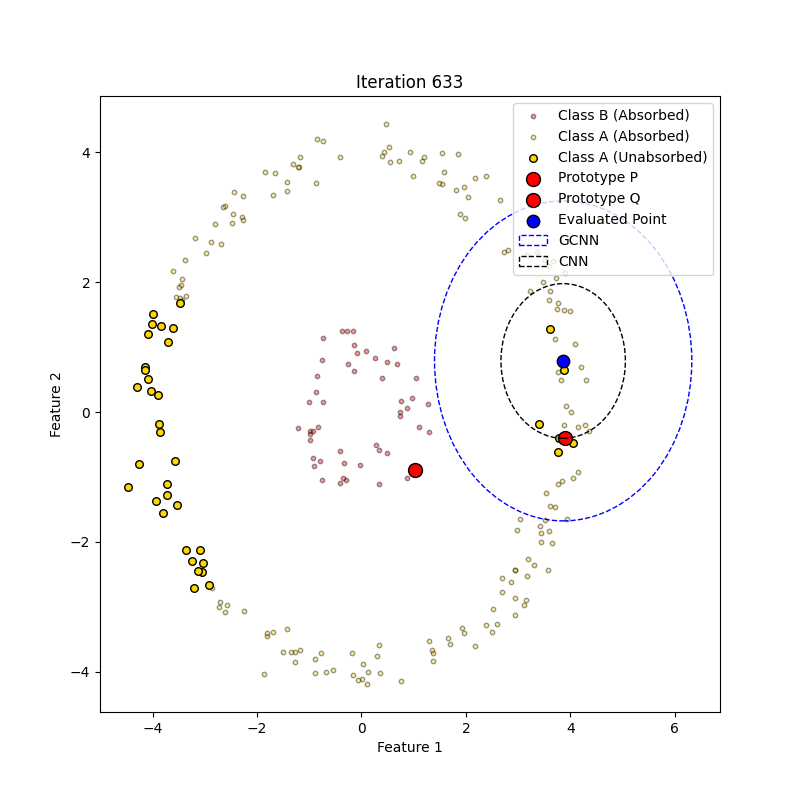 Iteration 633
Class B (Absorbed)
Class A (Absorbed)
Class A (Unabsorbed)
Prototype P
Prototype Q
Evaluated Point
GCNN
CNN
4
2
0
−2
−4
Feature 2
−4
−2
0
2
4
6
Feature 1